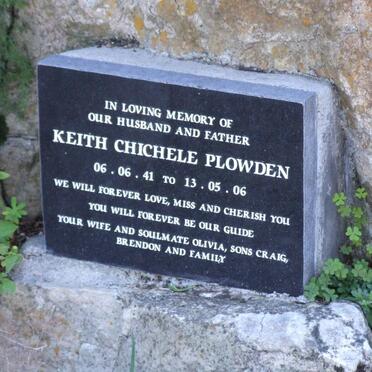 IN LOVING MEMORY OF
OUR HUSBAND AND FATHER
KEITH CHICHELE PLOWDEN
06 . 06 . 41 TO 13 . 05 . 06
WE WILL FOREVER LOVE, MISS AND CHERISH YOU
YOU WILL FOREVER BE OUR GUIDE
YOUR WIFE AND SOULMATE OLIVIA, SONS CRAIG,
BRENDON AND FAMILY